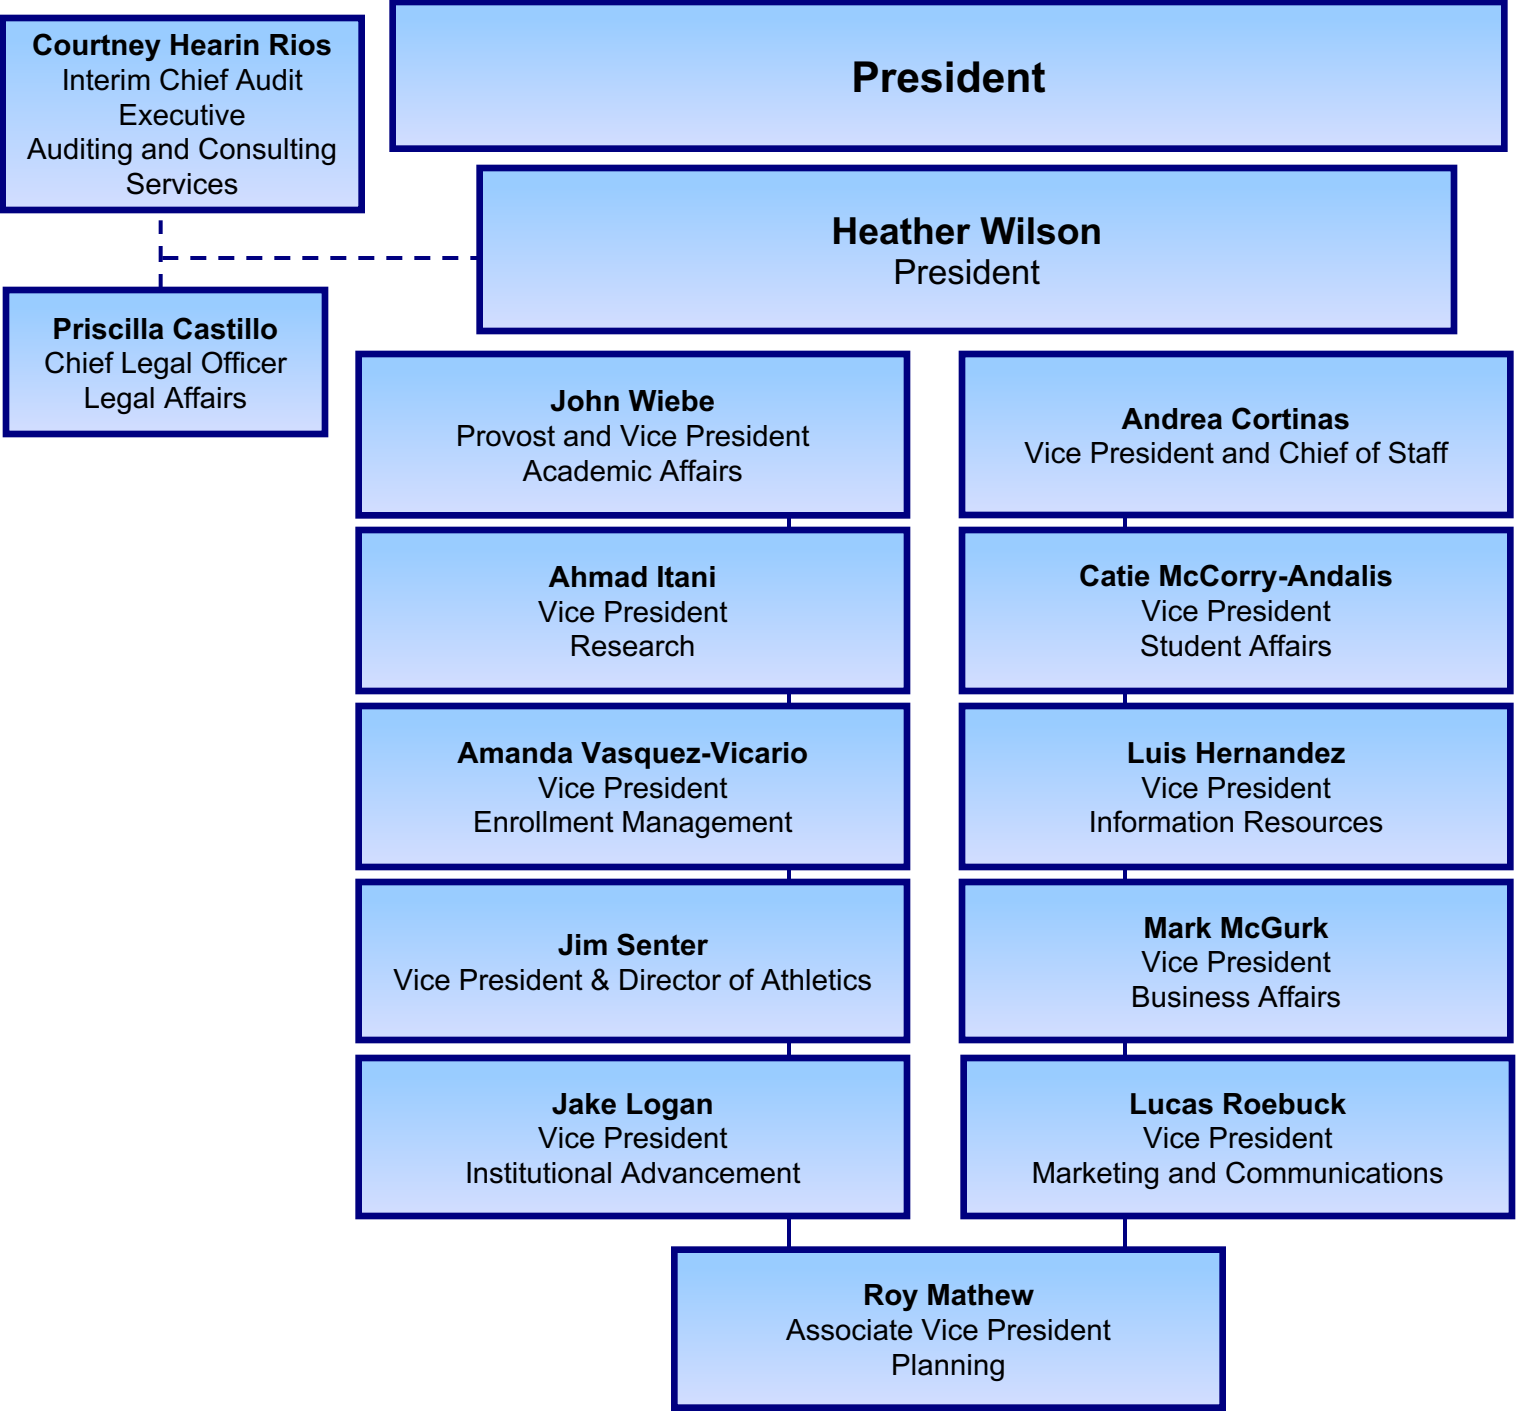 Courtney Hearin Rios
Interim Chief Audit
Executive
Auditing and Consulting
Services
President
Heather Wilson
President
Priscilla Castillo
Chief Legal Officer
Legal Affairs
John Wiebe
Provost and Vice President
Academic Affairs
Andrea Cortinas
Vice President and Chief of Staff
Ahmad Itani
Vice President
Research
Catie McCorry-Andalis
Vice President
Student Affairs
Amanda Vasquez-Vicario
Vice President
Enrollment Management
Luis Hernandez
Vice President
Information Resources
Jim Senter
Vice President & Director of Athletics
Mark McGurk
Vice President
Business Affairs
Jake Logan
Vice President
Institutional Advancement
Lucas Roebuck
Vice President
Marketing and Communications
Roy Mathew
Associate Vice President
Planning